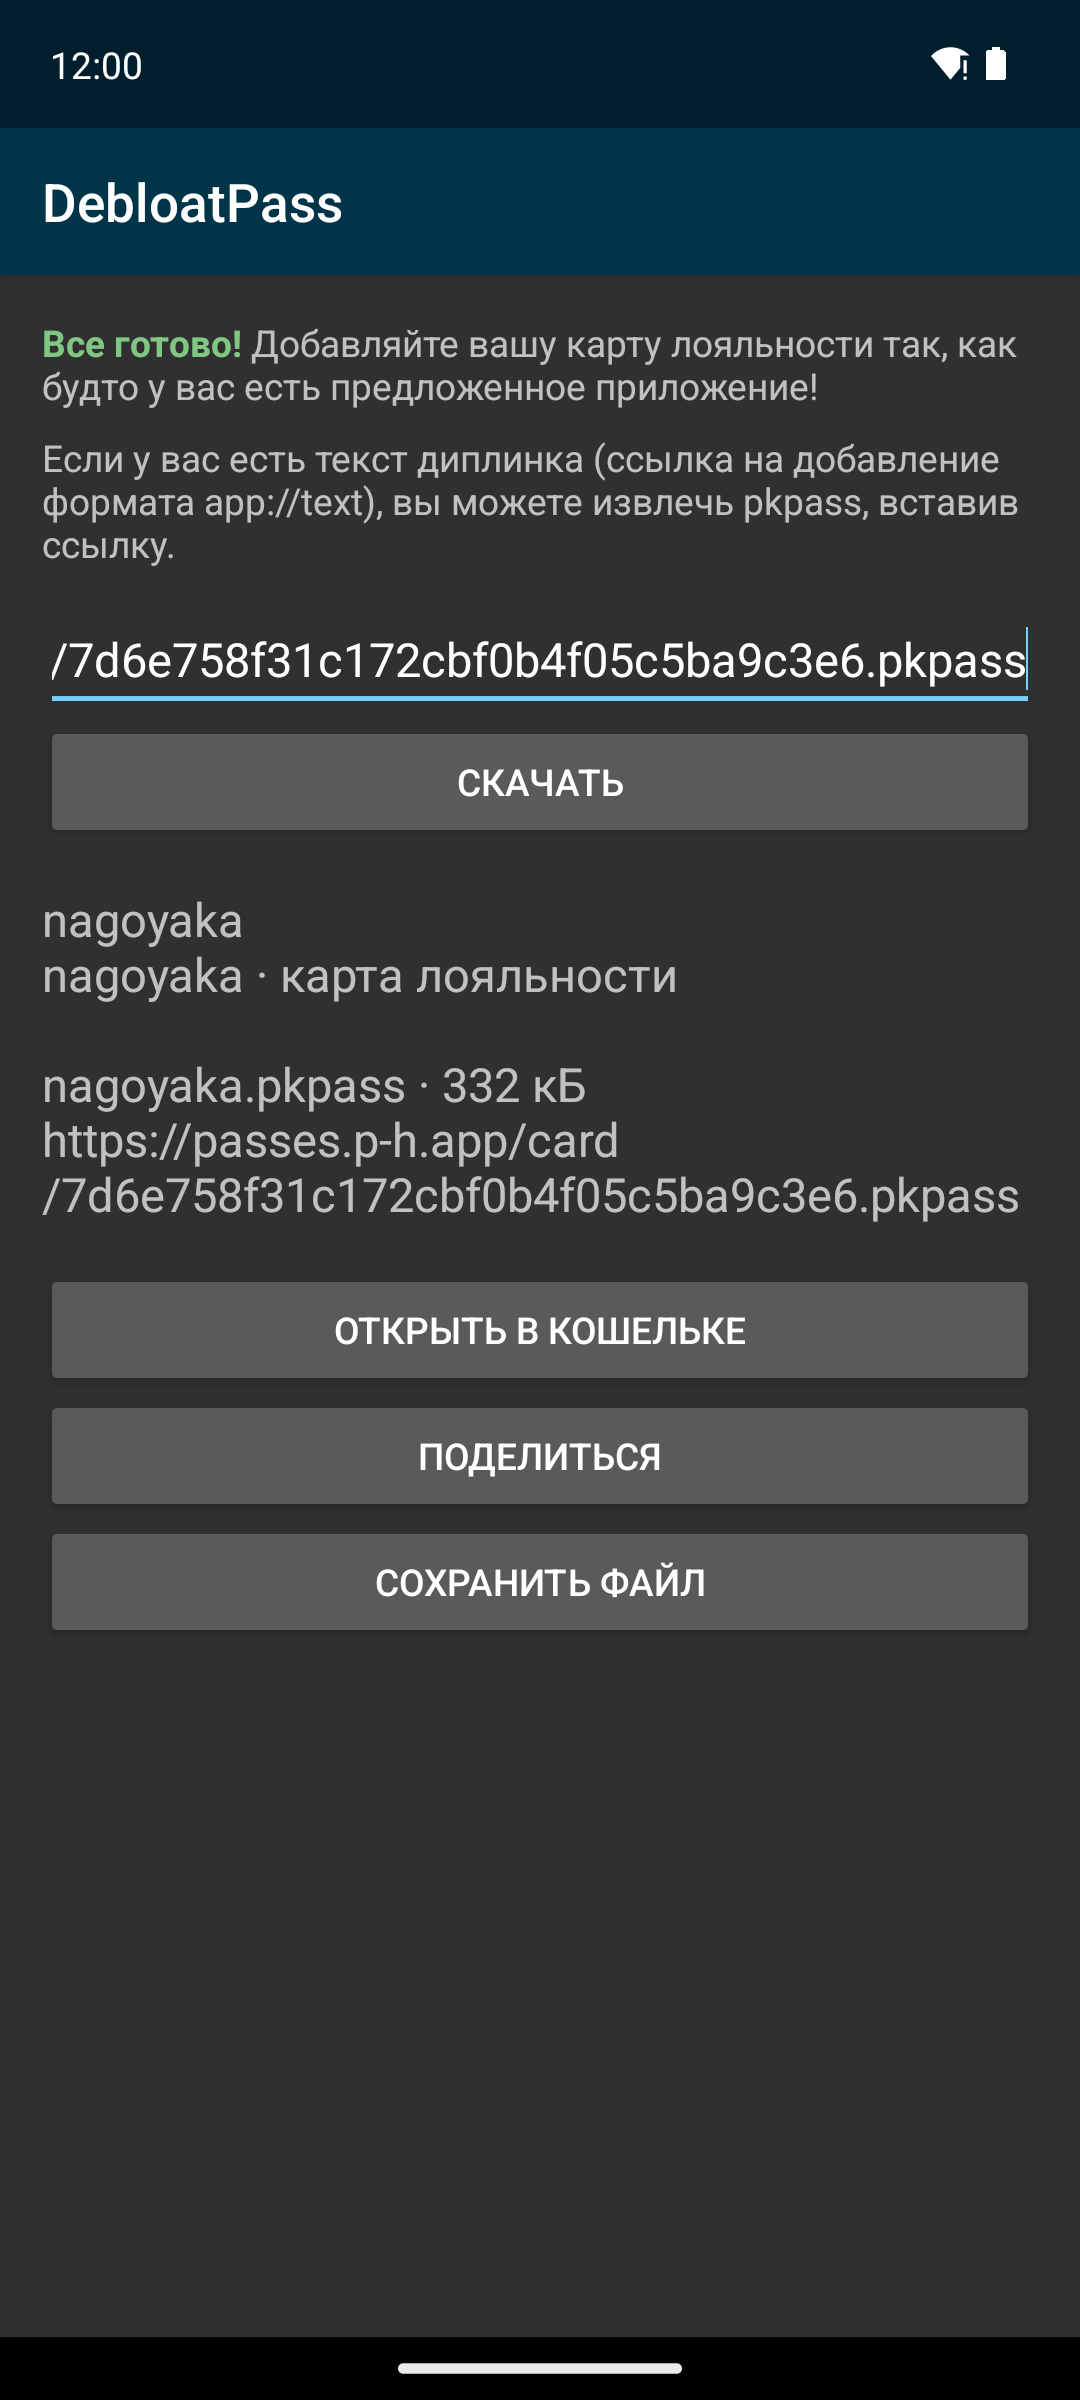 12:00
DebloatPass
Все готово! Добавляйте вашу карту лояльности так, как
будто у вас есть предложенное приложение!
Если у вас есть текст диплинка (ссылка на добавление
формата app://text), вы можете извлечь pkpass, вставив
ссылку.
/7d6e758f31c172cbf0b4f05c5ba9c3e6.pkpass
СКАЧАТЬ
nagoyaka
nagoyaka · карта лояльности
nagoyaka.pkpass · 332 кБ
https://passes.p-h.app/card
/7d6e758f31c172cbf0b4f05c5ba9c3e6.pkpass
ОТКРЫТЬ В КОШЕЛЬКЕ
ПОДЕЛИТЬСЯ
СОХРАНИТЬ ФАЙЛ